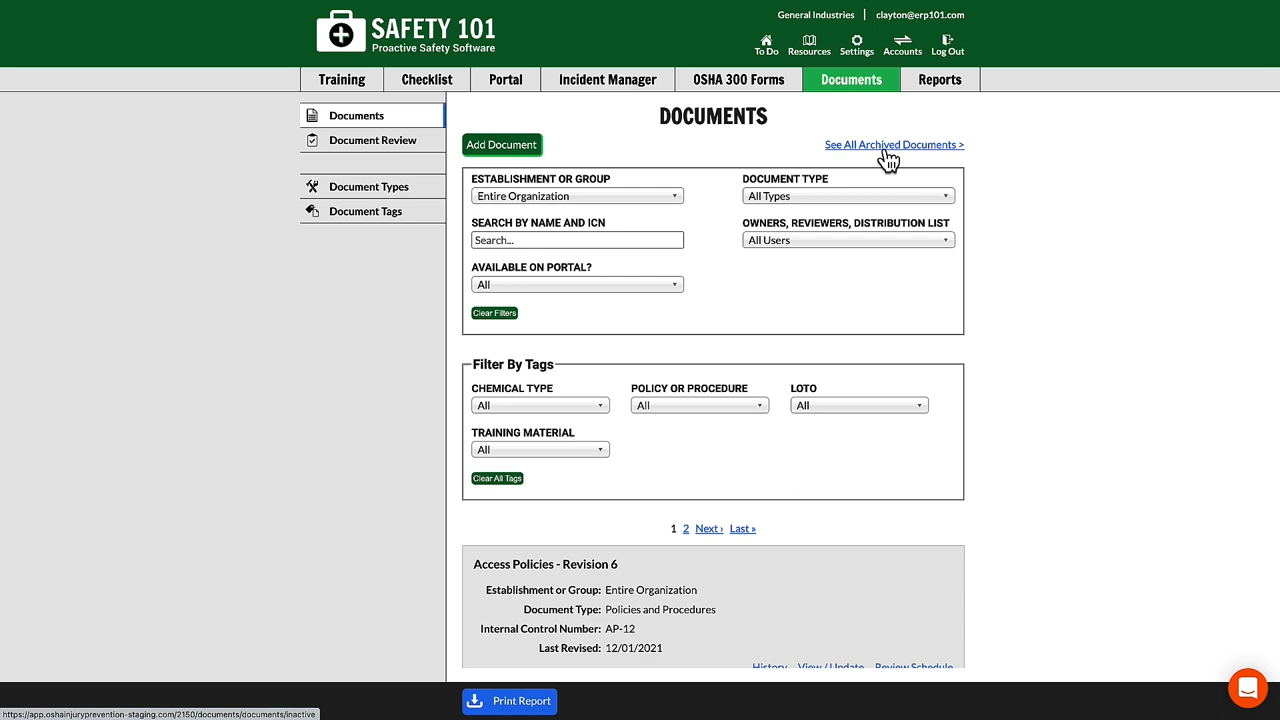 SAFETY 101
Proactive Safety Software
General Industries
clayton@erp101.com
To Do
Resources
Settings
Accounts
Log Out
Training
Checklist
Portal
Incident Manager
OSHA 300 Forms
Documents
Reports
Documents
Document Review
Document Types
Document Tags
DOCUMENTS
Add Document
See All Archived Documents >
ESTABLISHMENT OR GROUP
Entire Organization
DOCUMENT TYPE
All Types
SEARCH BY NAME AND ICN
Search...
OWNERS, REVIEWERS, DISTRIBUTION LIST
All Users
AVAILABLE ON PORTAL?
All
Clear Filters
Filter By Tags
CHEMICAL TYPE
All
POLICY OR PROCEDURE
All
LOTO
All
TRAINING MATERIAL
All
Clear All Tags
1 2 Next › Last »
Access Policies - Revision 6
Establishment or Group: Entire Organization
Document Type: Policies and Procedures
Internal Control Number: AP-12
Last Revised: 12/01/2021
History View / Update Review Schedule
Print Report
https://app.oshainjuryprevention-staging.com/2150/documents/documents/inactive